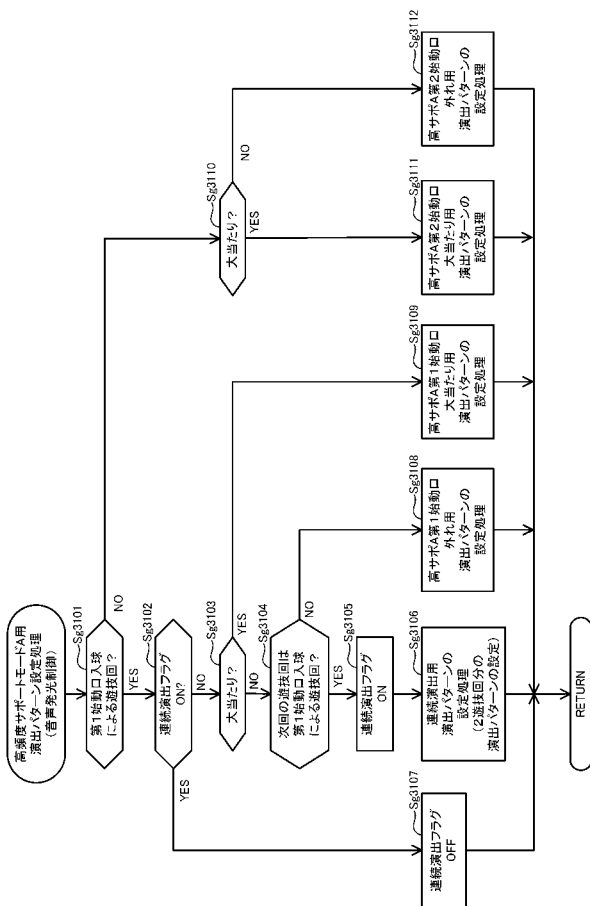 高頻度サポートモードA用
演出パターン設定処理
(音声発光制御)
Sg3101
第1始動口入球
による遊技回?
NO
YES
Sg3102
連続演出フラグ
ON?
YES
NO
Sg3103
大当たり?
YES
NO
Sg3104
次回の遊技回は
第1始動口入球
による遊技回?
NO
YES
Sg3105
連続演出フラグ
ON
Sg3106
連続演出用
演出パターンの
設定処理
(2遊技回分の
演出パターンの設定)
Sg3107
連続演出フラグ
OFF
Sg3108
高サポA第1始動口
外れ用
演出パターンの
設定処理
Sg3109
高サポA第1始動口
大当たり用
演出パターンの
設定処理
Sg3110
大当たり?
NO
YES
Sg3111
高サポA第2始動口
大当たり用
演出パターンの
設定処理
Sg3112
高サポA第2始動口
外れ用
演出パターンの
設定処理
RETURN